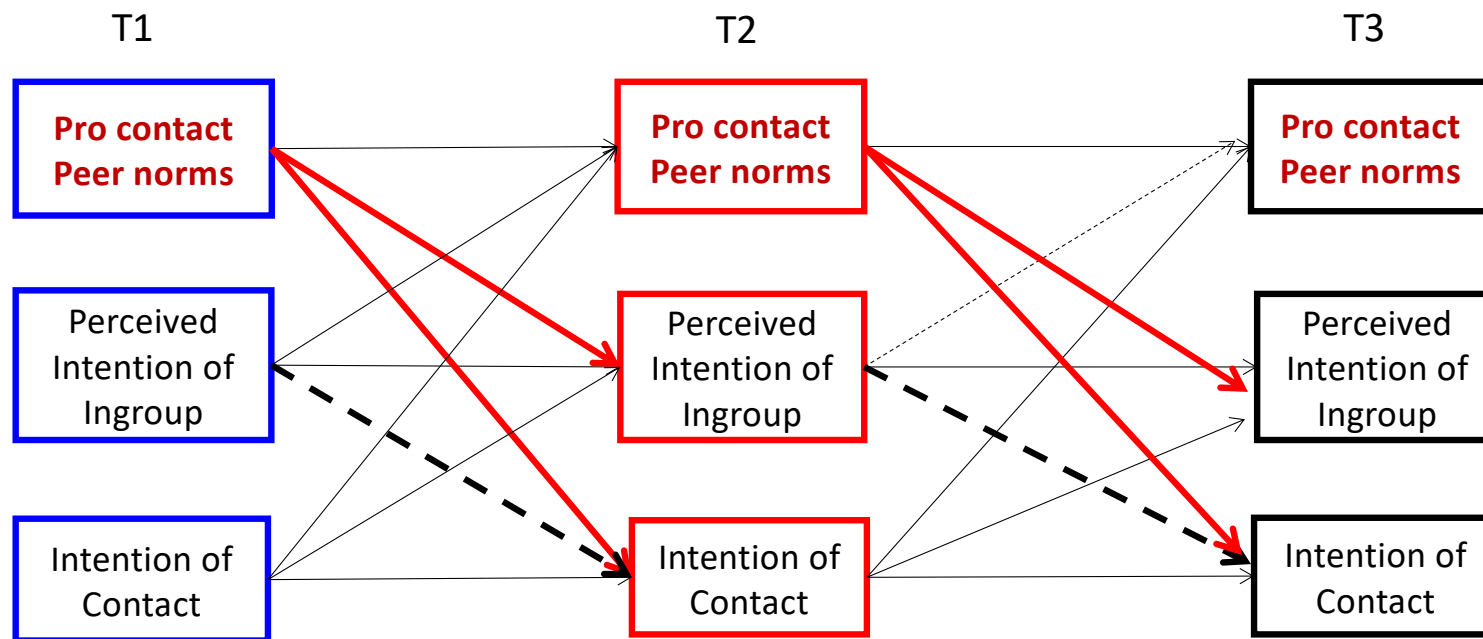 T1
T2
T3
Pro contact
Peer norms
Pro contact
Peer norms
Pro contact
Peer norms
Perceived
Intention of
Ingroup
Perceived
Intention of
Ingroup
Perceived
Intention of
Ingroup
Intention of
Contact
Intention of
Contact
Intention of
Contact